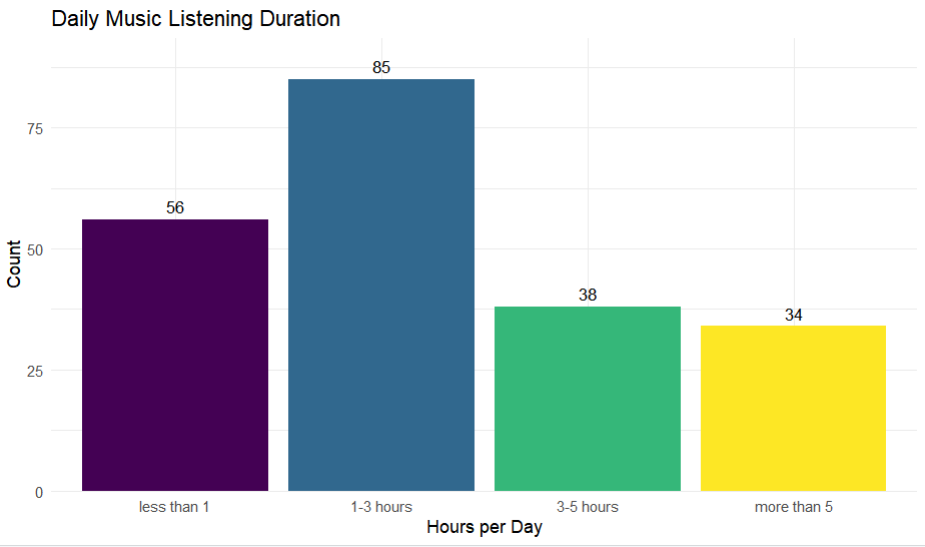 Daily Music Listening Duration
85
75
56
50
Count
38
34
25
0
less than 1 1-3 hours 3-5 hours more than 5
Hours per Day